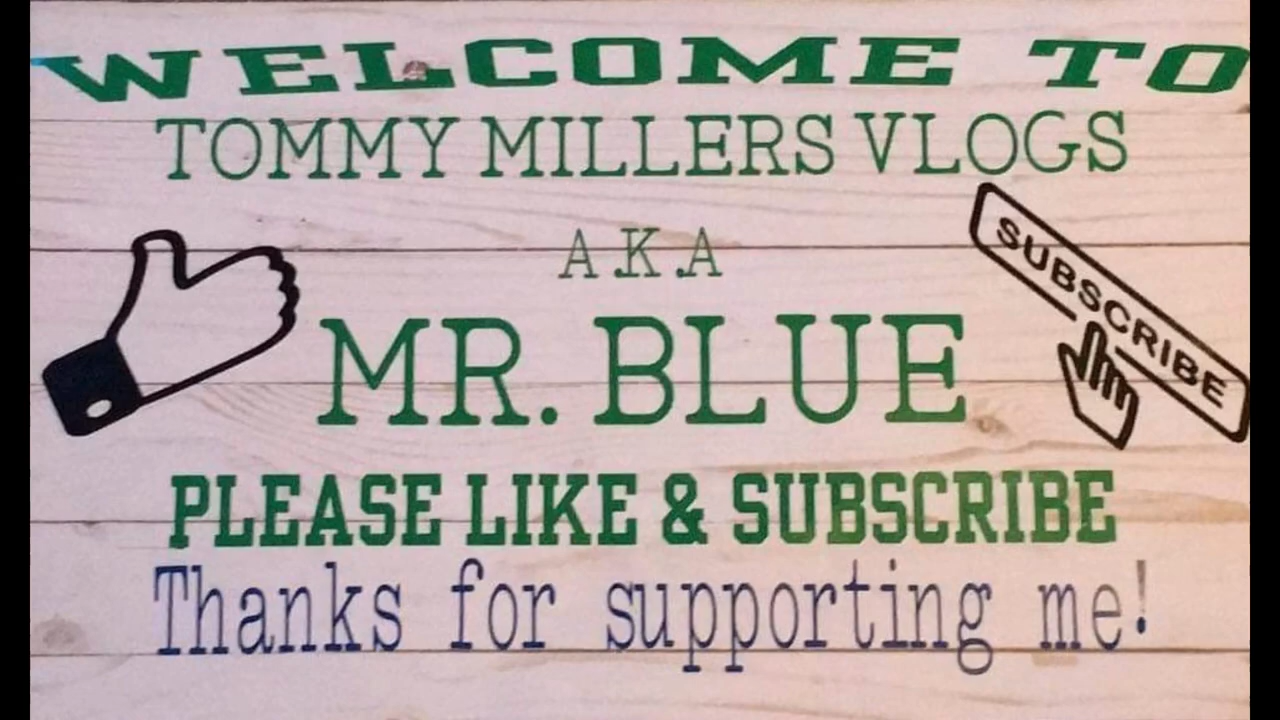 WELCOME TO
TOMMY MILLERS VLOGS
A.K.A
MR. BLUE
SUBSCRIBE
PLEASE LIKE & SUBSCRIBE
Thanks for supporting me!